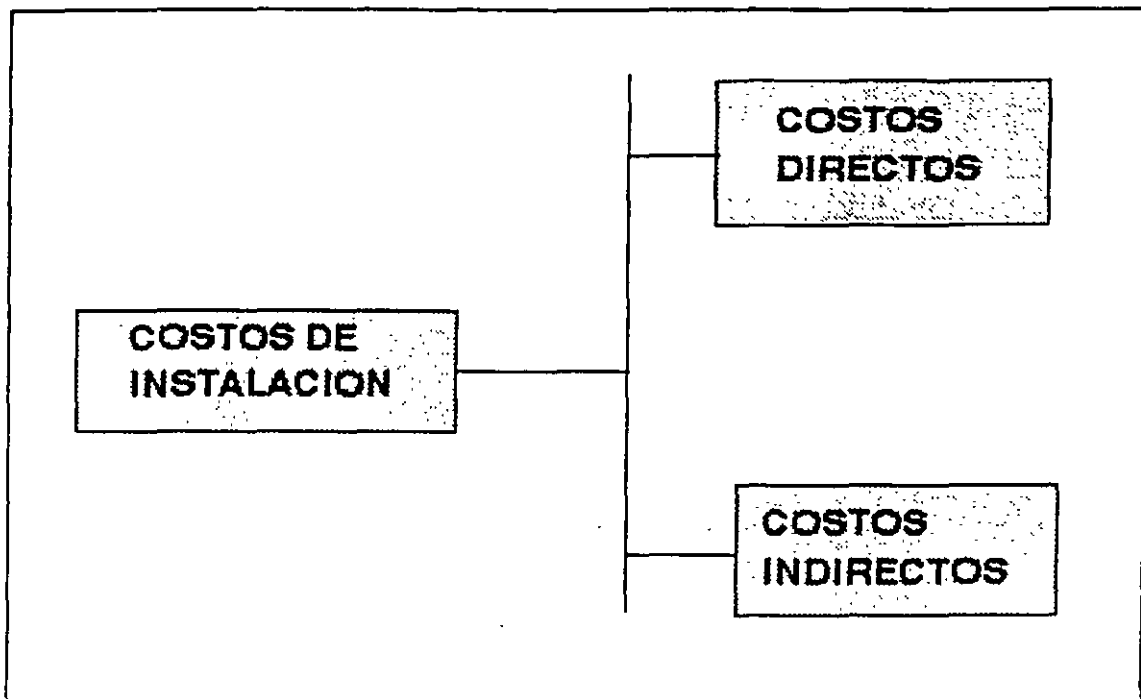 COSTOS
DIRECTOS
COSTOS DE
INSTALACION
COSTOS
INDIRECTOS